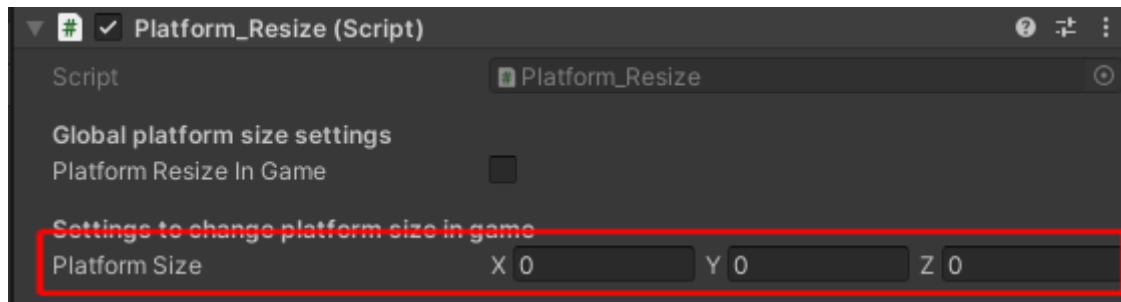 Platform_Resize (Script)
Script Platform_Resize
Global platform size settings
Platform Resize In Game
Settings to change platform size in game
Platform Size X 0 Y 0 Z 0